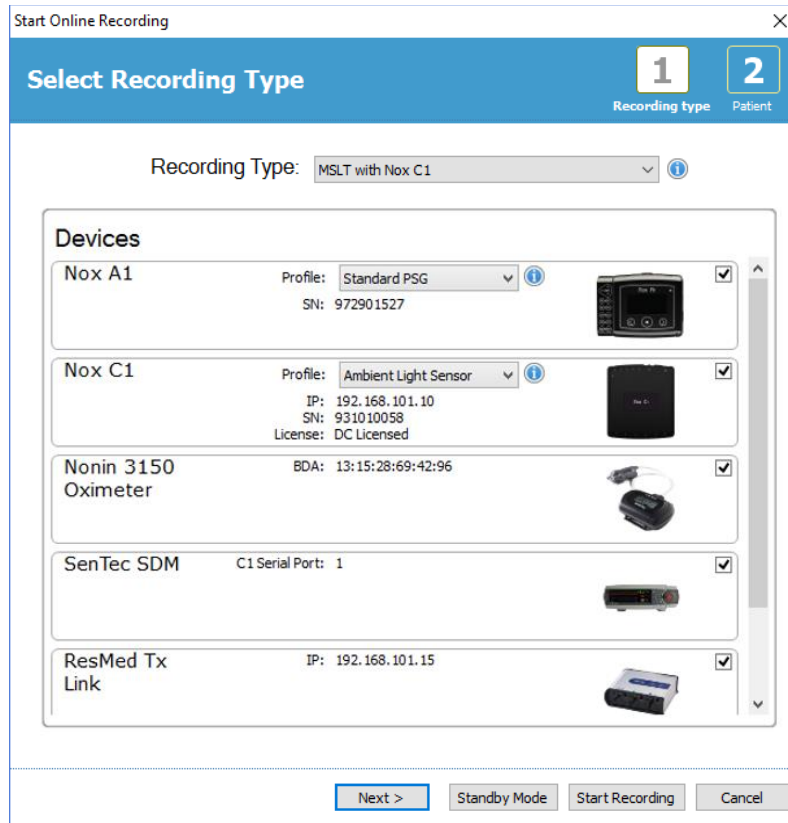 Start Online Recording
Select Recording Type
1
Recording type
2
Patient
Recording Type: MSLT with Nox C1
Devices
Nox A1
Profile: Standard PSG
SN: 972901527
Nox C1
Profile: Ambient Light Sensor
IP: 192.168.101.10
SN: 931010058
License: DC Licensed
Nonin 3150
Oximeter
BDA: 13:15:28:69:42:96
SenTec SDM
C1 Serial Port: 1
ResMed Tx
Link
IP: 192.168.101.15
Next >
Standby Mode
Start Recording
Cancel